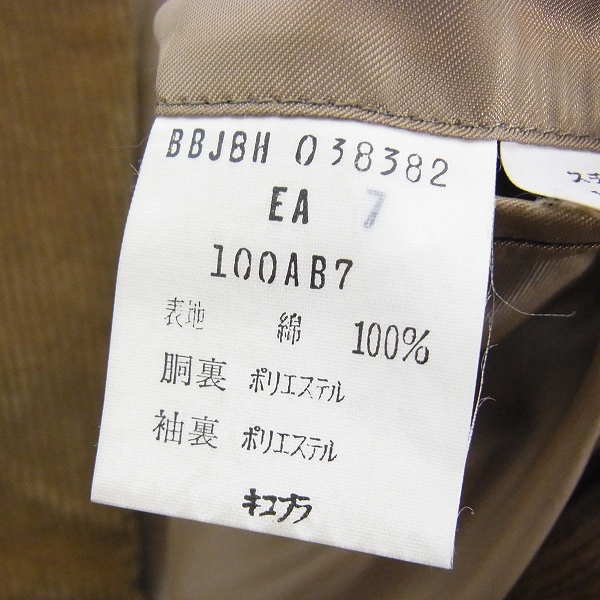 BBJBH 038382
EA 7
100AB7
表地 綿 100%
胴裏 ポリエステル
袖裏 ポリエステル
キュプラ